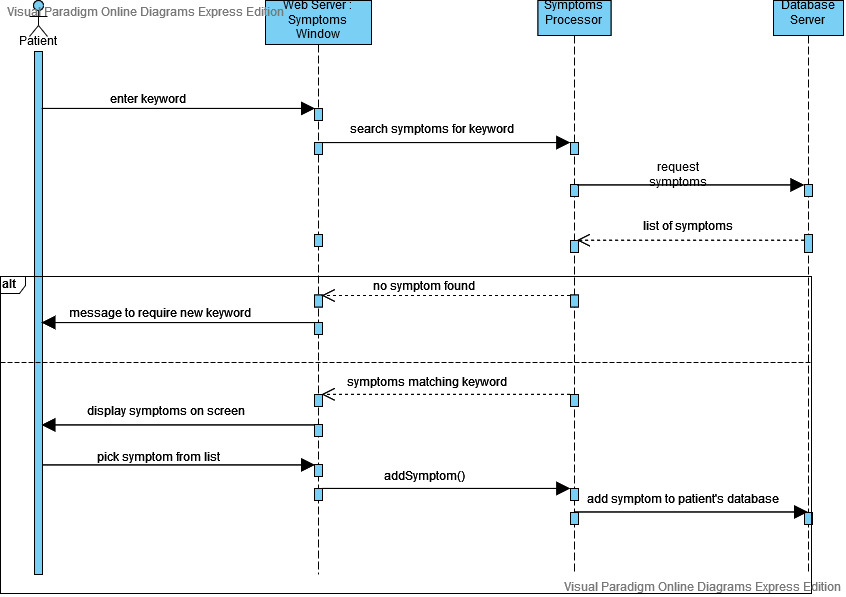 Visual Paradigm Online Diagrams Express Edition
Patient
Web Server :
Symptoms
Window
Symptoms
Processor
Database
Server
enter keyword
search symptoms for keyword
request
symptoms
list of symptoms
alt
no symptom found
message to require new keyword
symptoms matching keyword
display symptoms on screen
pick symptom from list
addSymptom()
add symptom to patient's database
Visual Paradigm Online Diagrams Express Edition